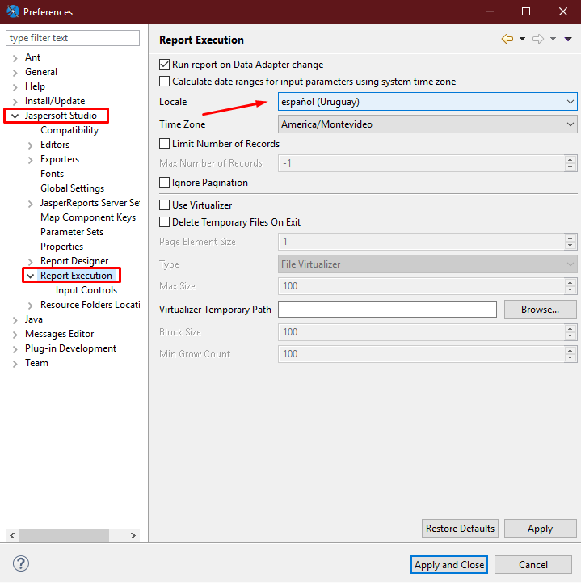 Preferences
type filter text
Report Execution
Ant
General
Help
Install/Update
Jaspersoft Studio
Compatibility
Editors
Exporters
Fonts
Global Settings
JasperReports Server Se
Map Component Keys
Parameter Sets
Properties
Report Designer
Report Execution
Input Controls
Resource Folders Locati
Java
Messages Editor
Plug-in Development
Team
Run report on Data Adapter change
Calculate date ranges for input parameters using system time zone
Locale
español (Uruguay)
Time Zone
America/Montevideo
Limit Number of Records
Max Number of Records
-1
Ignore Pagination
Use Virtualizer
Delete Temporary Files On Exit
Page Element Size
1
Type
File Virtualizer
Max Size
100
Virtualizer Temporary Path
Browse...
Block Size
100
Min Grow Count
100
Restore Defaults
Apply
?
Apply and Close
Cancel